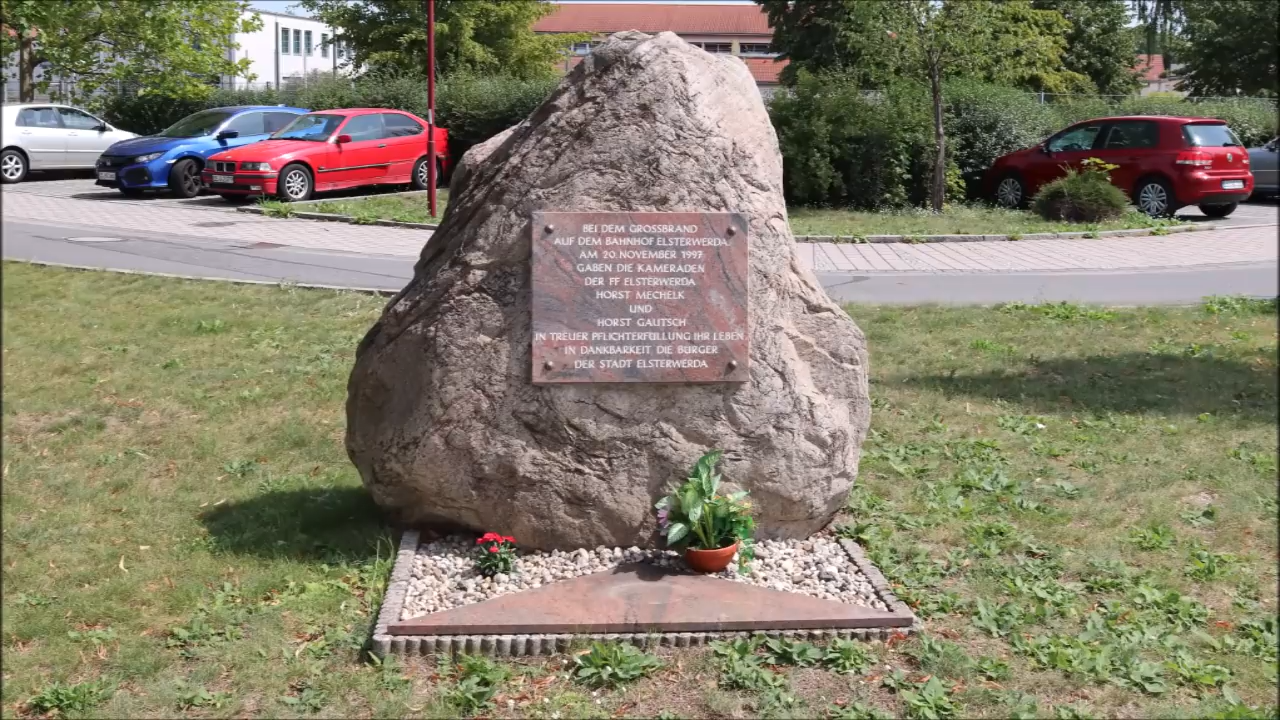 BEI DEM GROSSBRAND
AUF DEM BAHNHOF ELSTERWERDA
AM 20. NOVEMBER 1997
GABEN DIE KAMERADEN
DER FF ELSTERWERDA
HORST MECHELK
UND
HORST GAUTSCH
IN TREUER PFLICHTERFÜLLUNG IHR LEBEN
IN DANKBARKEIT DIE BÜRGER
DER STADT ELSTERWERDA